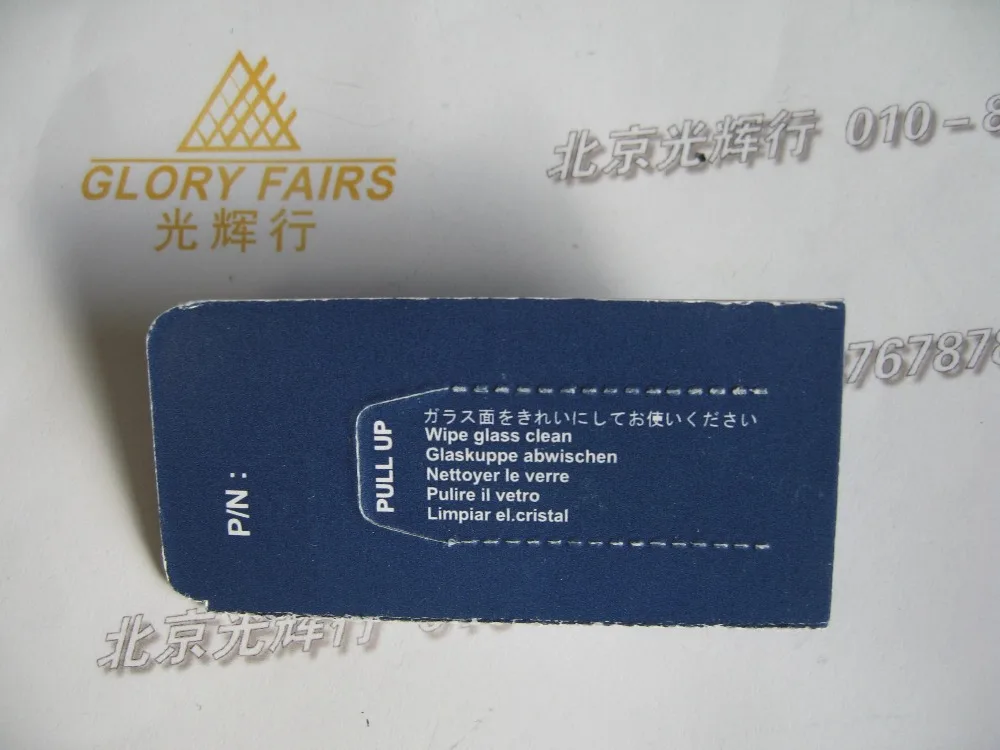 GLORY FAIRS
光辉行
北京光辉行 010-8
767878
P/N :
PULL UP
ガラス面をきれいにしてお使いください
Wipe glass clean
Glaskuppe abwischen
Nettoyer le verre
Pulire il vetro
Limpiar el.cristal
北京光辉行